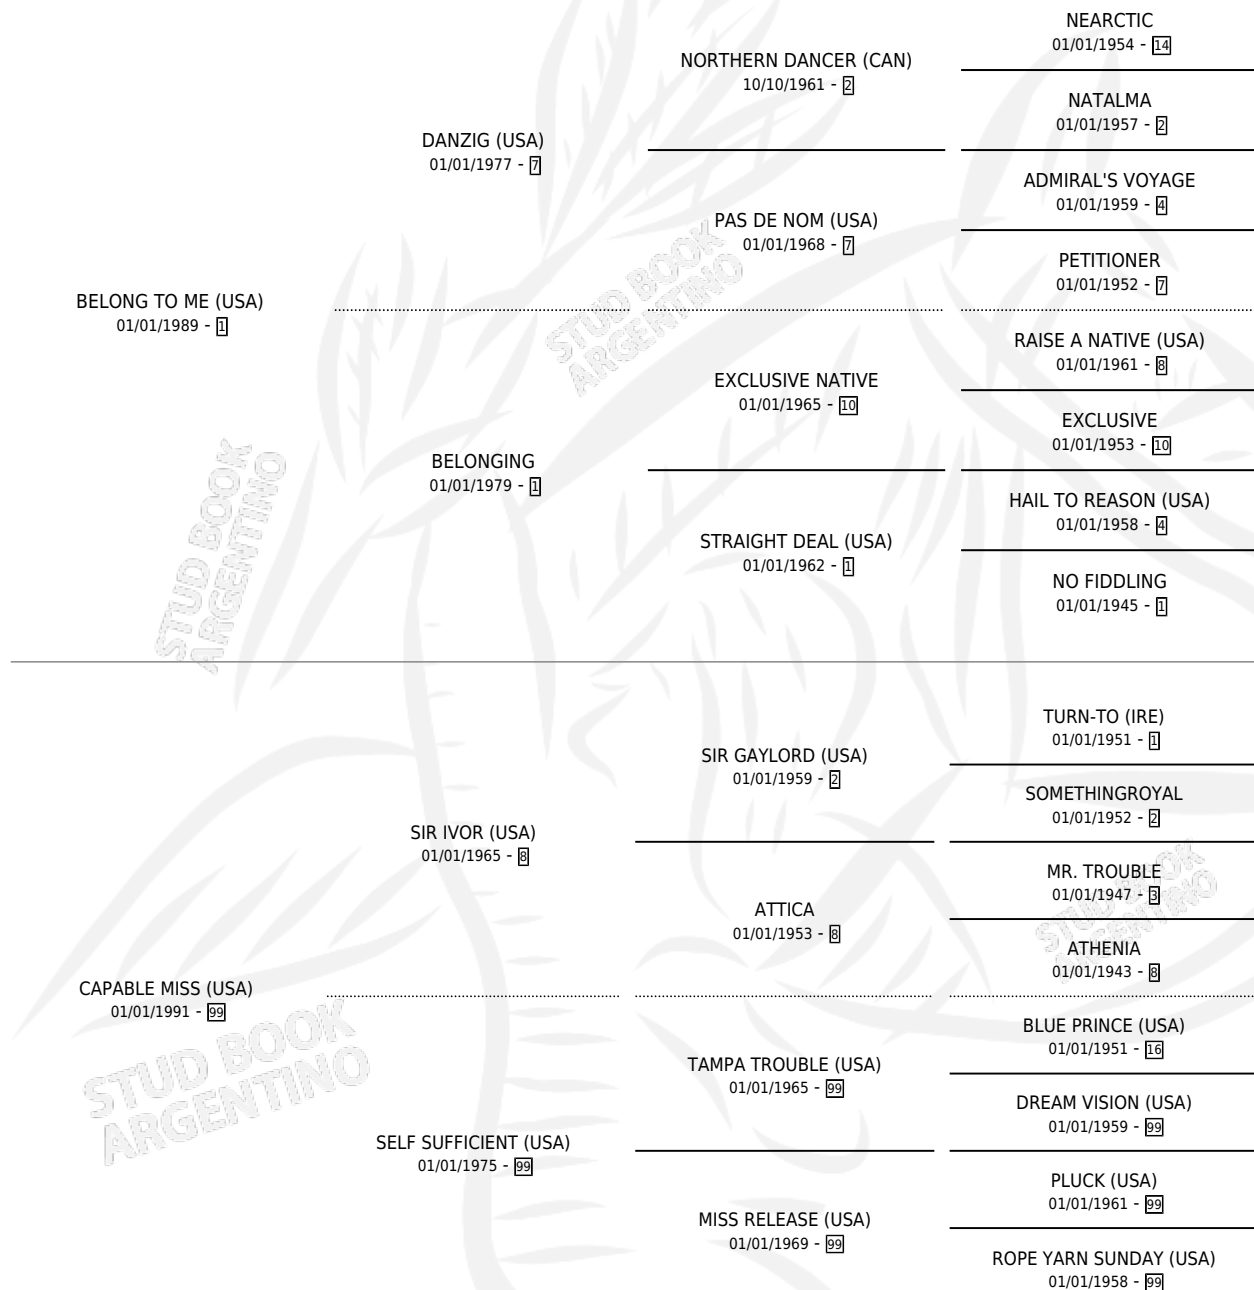 NEARCTIC
01/01/1954 - 14
NORTHERN DANCER (CAN)
10/10/1961 - 2
NATALMA
01/01/1957 - 2
DANZIG (USA)
01/01/1977 - 7
ADMIRAL'S VOYAGE
01/01/1959 - 4
PAS DE NOM (USA)
01/01/1968 - 7
PETITIONER
01/01/1952 - 7
BELONG TO ME (USA)
01/01/1989 - 1
RAISE A NATIVE (USA)
01/01/1961 - 8
EXCLUSIVE NATIVE
01/01/1965 - 10
EXCLUSIVE
01/01/1953 - 10
BELONGING
01/01/1979 - 1
HAIL TO REASON (USA)
01/01/1958 - 4
STRAIGHT DEAL (USA)
01/01/1962 - 1
NO FIDDLING
01/01/1945 - 1
TURN-TO (IRE)
01/01/1951 - 1
SIR GAYLORD (USA)
01/01/1959 - 2
SOMETHINGROYAL
01/01/1952 - 2
SIR IVOR (USA)
01/01/1965 - 8
MR. TROUBLE
01/01/1947 - 3
ATTICA
01/01/1953 - 8
ATHENIA
01/01/1943 - 8
CAPABLE MISS (USA)
01/01/1991 - 99
BLUE PRINCE (USA)
01/01/1951 - 16
TAMPA TROUBLE (USA)
01/01/1965 - 99
DREAM VISION (USA)
01/01/1959 - 99
SELF SUFFICIENT (USA)
01/01/1975 - 99
PLUCK (USA)
01/01/1961 - 99
MISS RELEASE (USA)
01/01/1969 - 99
ROPE YARN SUNDAY (USA)
01/01/1958 - 99
STUD BOOK
ARGENTINO
STUD BOOK
ARGENTINO
STUD BOOK
ARGENTINO
STUD BOOK
ARGENTINO